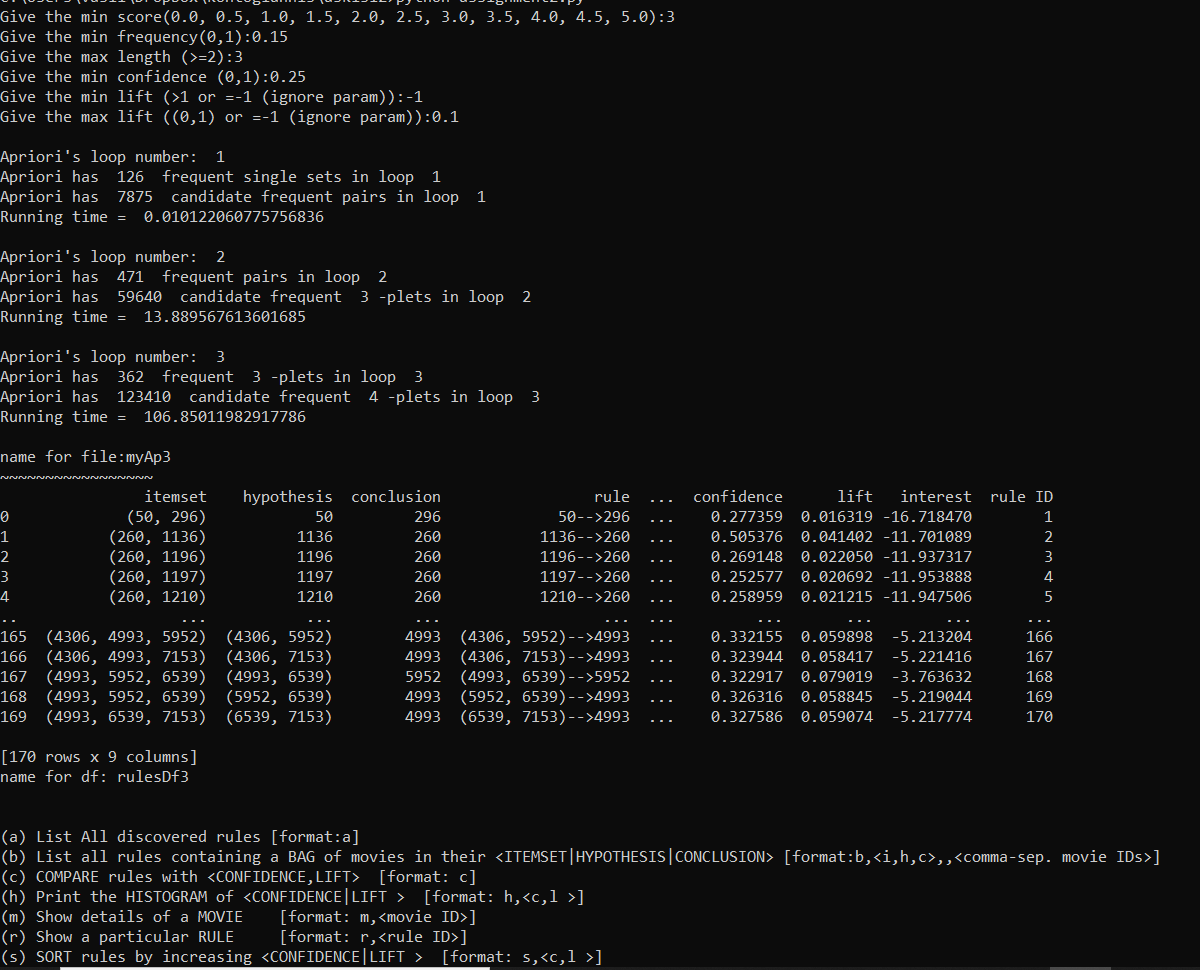 Give the min score(0.0, 0.5, 1.0, 1.5, 2.0, 2.5, 3.0, 3.5, 4.0, 4.5, 5.0):3
Give the min frequency(0,1):0.15
Give the max length (>=2):3
Give the min confidence (0,1):0.25
Give the min lift (>1 or =-1 (ignore param)):-1
Give the max lift ((0,1) or =-1 (ignore param)):0.1
Apriori's loop number:  1
Apriori has  126  frequent single sets in loop  1
Apriori has  7875  candidate frequent pairs in loop  1
Running time =  0.010122060775756836
Apriori's loop number:  2
Apriori has  471  frequent pairs in loop  2
Apriori has  59640  candidate frequent  3 -plets in loop  2
Running time =  13.889567613601685
Apriori's loop number:  3
Apriori has  362  frequent  3 -plets in loop  3
Apriori has  123410  candidate frequent  4 -plets in loop  3
Running time =  106.85011982917786
name for file:myAp3
~~~~~~~~~~~~~~~~~
itemset    hypothesis  conclusion                 rule  ...  confidence      lift   interest  rule ID
0             (50, 296)            50         296              50-->296  ...    0.277359  0.016319 -16.718470        1
1           (260, 1136)          1136         260            1136-->260  ...    0.505376  0.041402 -11.701089        2
2           (260, 1196)          1196         260            1196-->260  ...    0.269148  0.022050 -11.937317        3
3           (260, 1197)          1197         260            1197-->260  ...    0.252577  0.020692 -11.953888        4
4           (260, 1210)          1210         260            1210-->260  ...    0.258959  0.021215 -11.947506        5
..                  ...           ...         ...                   ...  ...         ...       ...        ...      ...
165  (4306, 4993, 5952)  (4306, 5952)        4993  (4306, 5952)-->4993  ...    0.332155  0.059898  -5.213204      166
166  (4306, 4993, 7153)  (4306, 7153)        4993  (4306, 7153)-->4993  ...    0.323944  0.058417  -5.221416      167
167  (4993, 5952, 6539)  (4993, 6539)        5952  (4993, 6539)-->5952  ...    0.322917  0.079019  -3.763632      168
168  (4993, 5952, 6539)  (5952, 6539)        4993  (5952, 6539)-->4993  ...    0.326316  0.058845  -5.219044      169
169  (4993, 6539, 7153)  (6539, 7153)        4993  (6539, 7153)-->4993  ...    0.327586  0.059074  -5.217774      170
[170 rows x 9 columns]
name for df: rulesDf3
(a) List All discovered rules [format:a]
(b) List all rules containing a BAG of movies in their <ITEMSET|HYPOTHESIS|CONCLUSION> [format:b,<i,h,c>,,<comma-sep. movie IDs>]
(c) COMPARE rules with <CONFIDENCE,LIFT>  [format: c]
(h) Print the HISTOGRAM of <CONFIDENCE|LIFT >  [format: h,<c,l >]
(m) Show details of a MOVIE    [format: m,<movie ID>]
(r) Show a particular RULE     [format: r,<rule ID>]
(s) SORT rules by increasing <CONFIDENCE|LIFT >  [format: s,<c,l >]